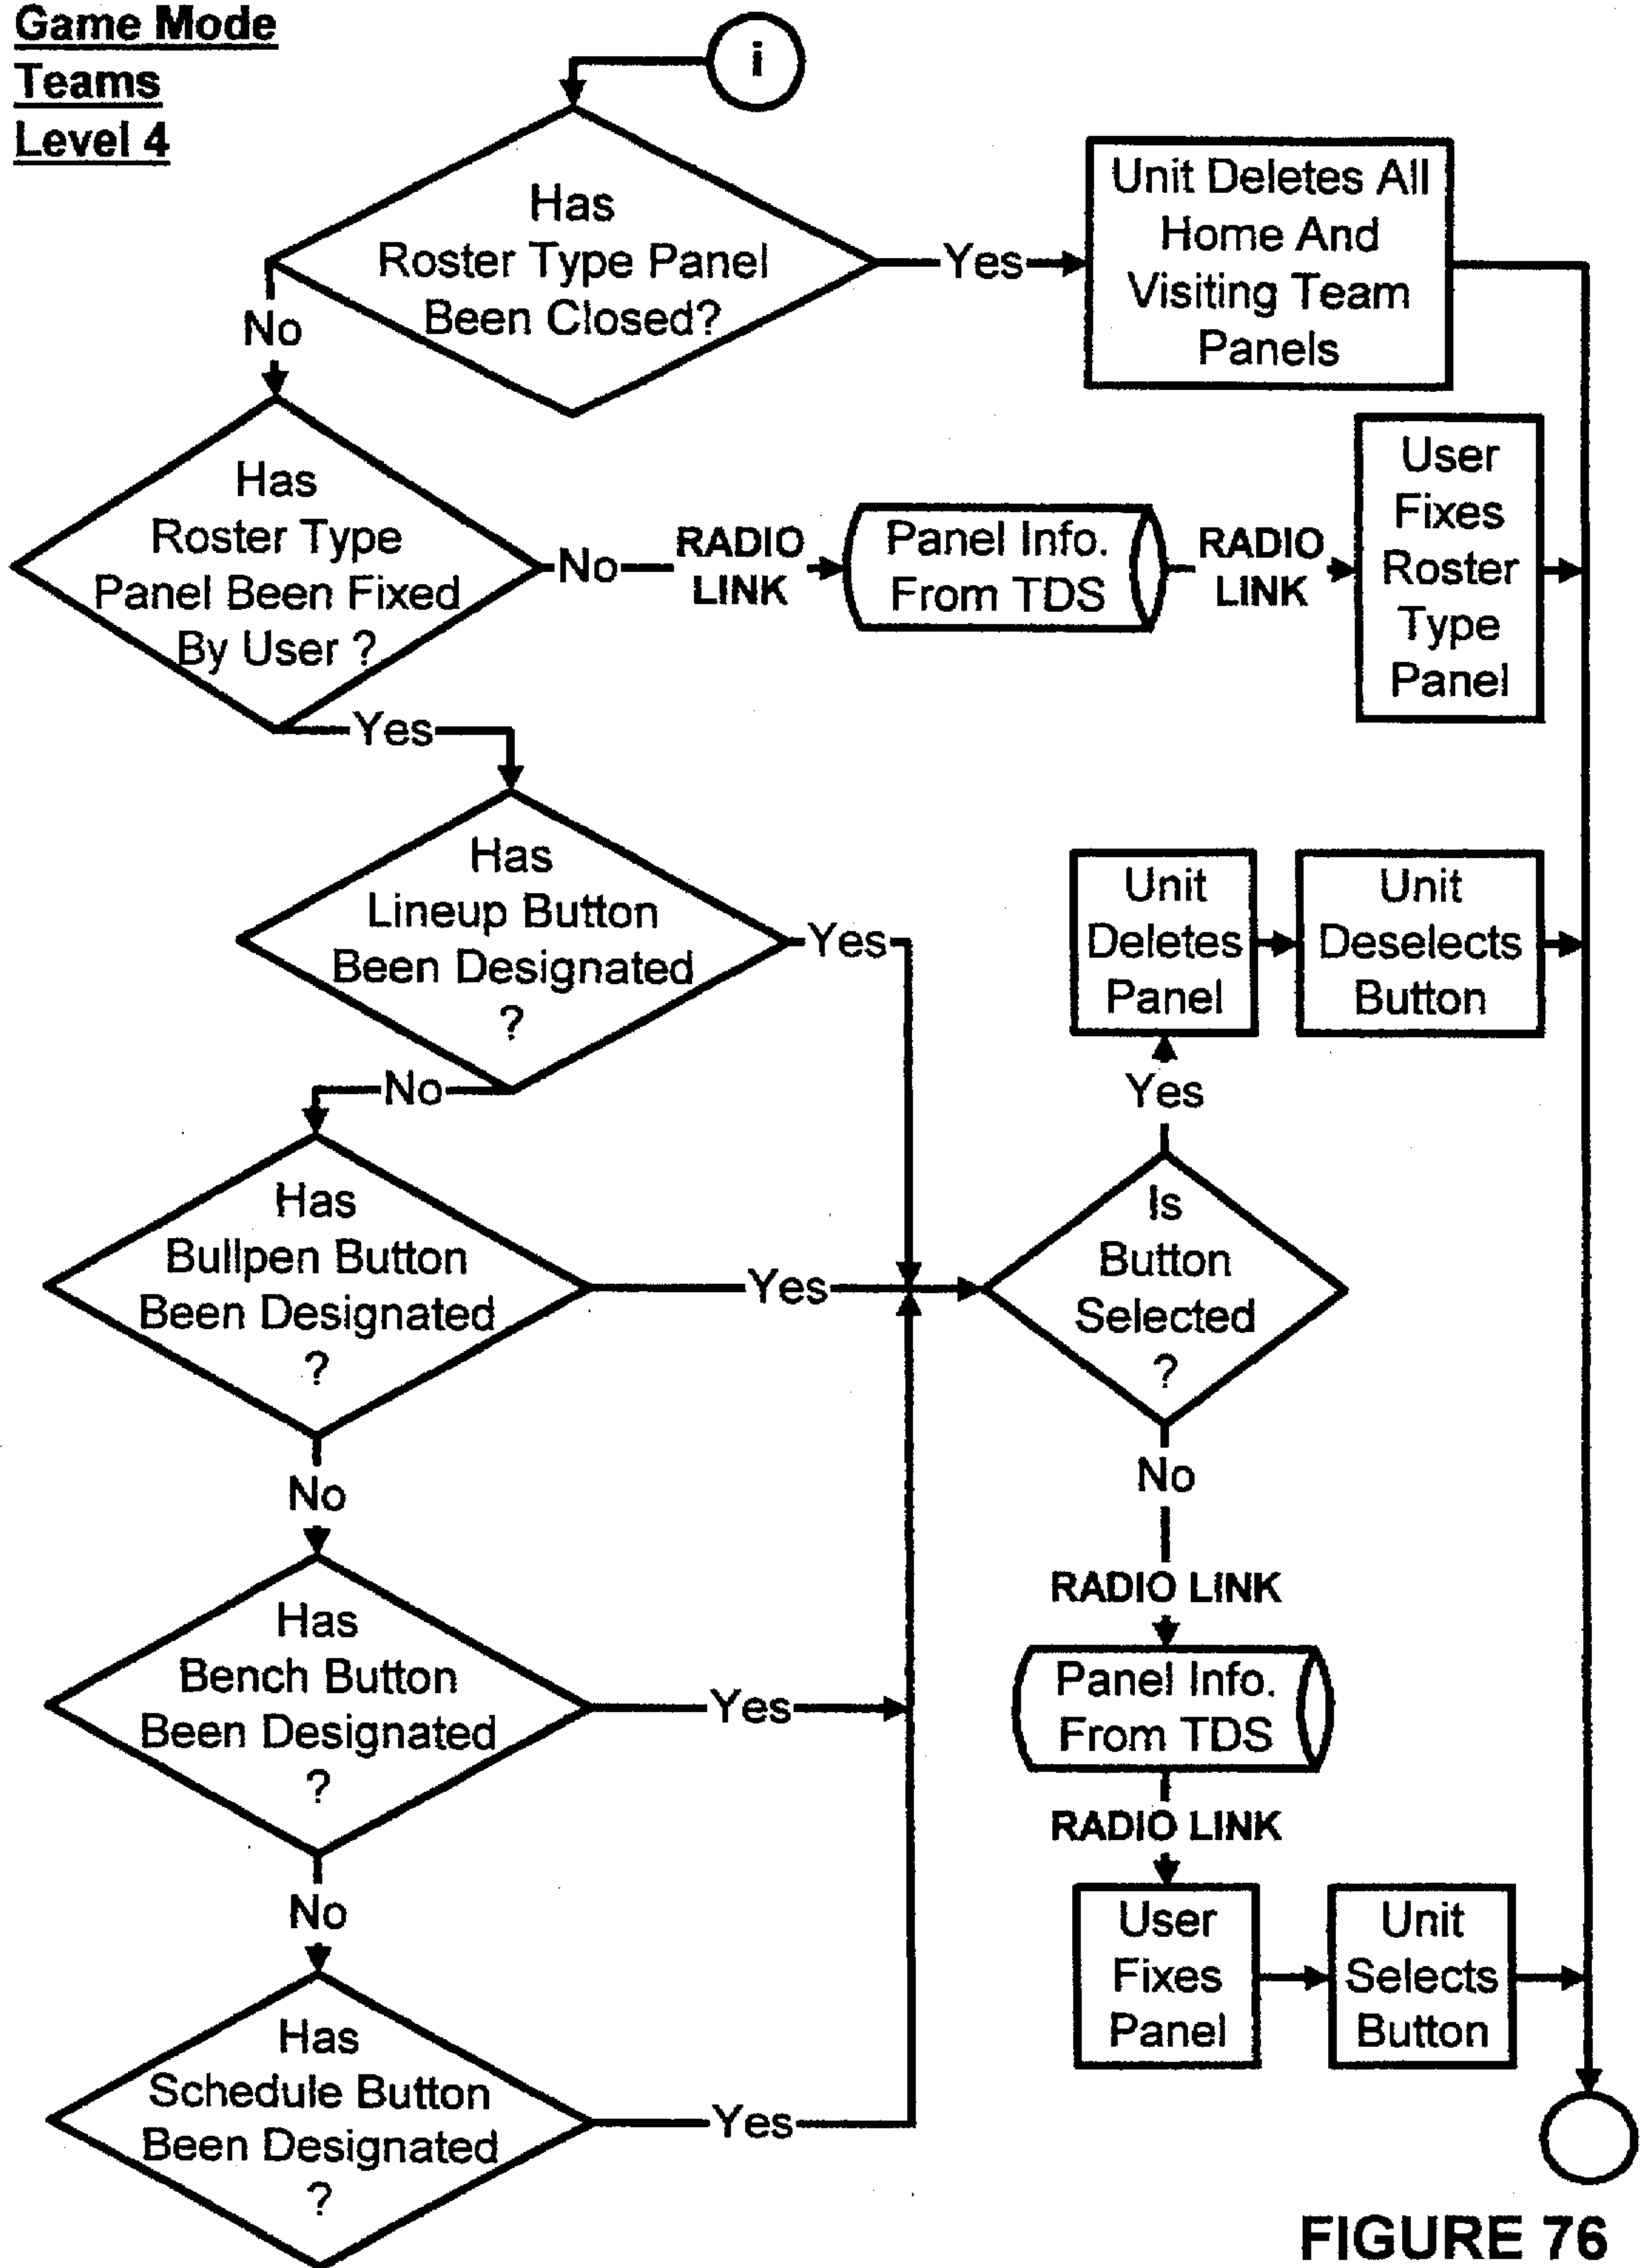 Game Mode
Teams
Level 4
i
Has
Roster Type Panel
Been Closed?
Yes
Unit Deletes All
Home And
Visiting Team
Panels
No
Has
Roster Type
Panel Been Fixed
By User ?
No
RADIO
LINK
Panel Info.
From TDS
RADIO
LINK
User
Fixes
Roster
Type
Panel
Yes
Has
Lineup Button
Been Designated
?
Yes
Unit
Deletes
Panel
Unit
Deselects
Button
No
Yes
Has
Bullpen Button
Been Designated
?
Yes
Is
Button
Selected
?
No
No
RADIO LINK
Has
Bench Button
Been Designated
?
Yes
Panel Info.
From TDS
RADIO LINK
No
User
Fixes
Panel
Unit
Selects
Button
Has
Schedule Button
Been Designated
?
Yes
FIGURE 76